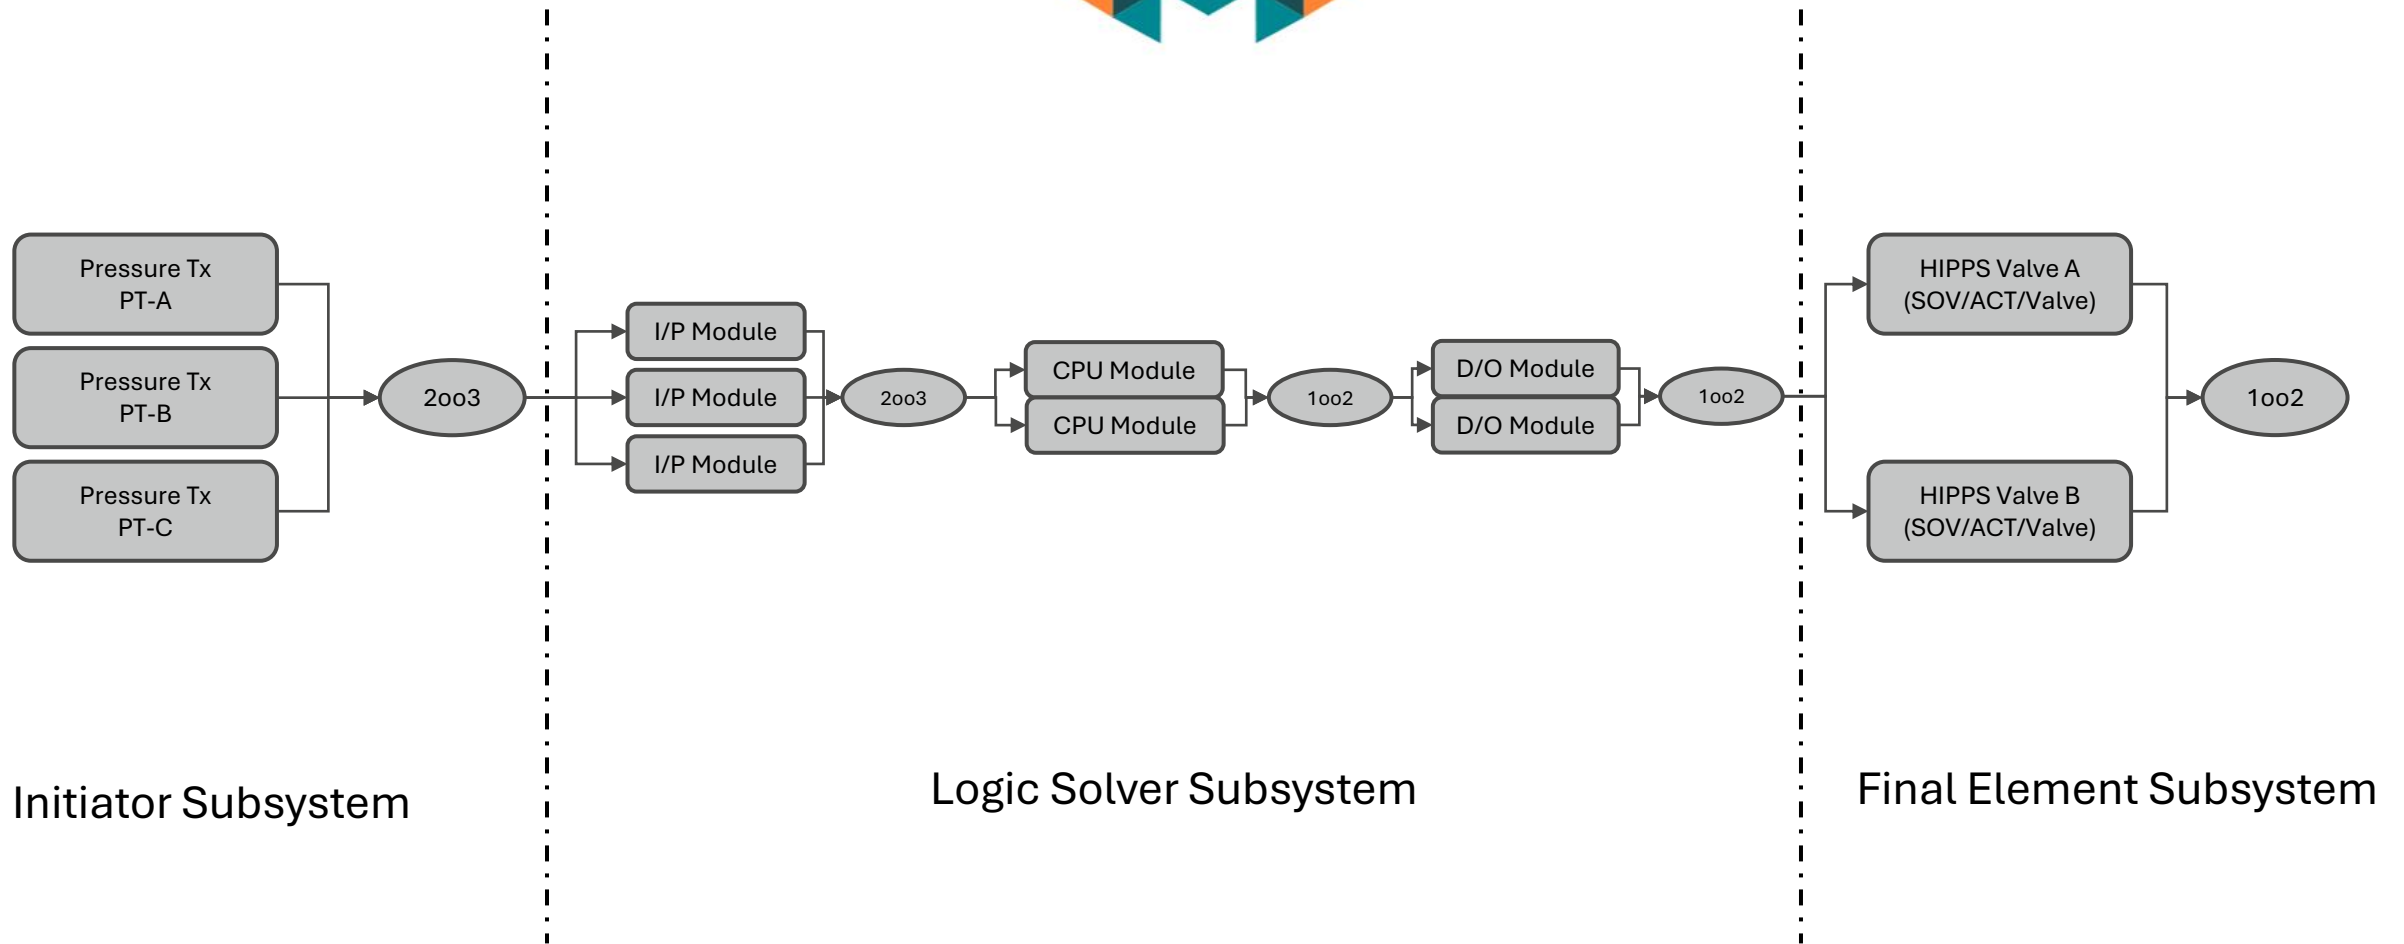 Pressure Tx
PT-A
Pressure Tx
PT-B
Pressure Tx
PT-C
2oo3
I/P Module
I/P Module
I/P Module
2oo3
CPU Module
CPU Module
1oo2
D/O Module
D/O Module
1oo2
HIPPS Valve A
(SOV/ACT/Valve)
HIPPS Valve B
(SOV/ACT/Valve)
1oo2
Initiator Subsystem
Logic Solver Subsystem
Final Element Subsystem